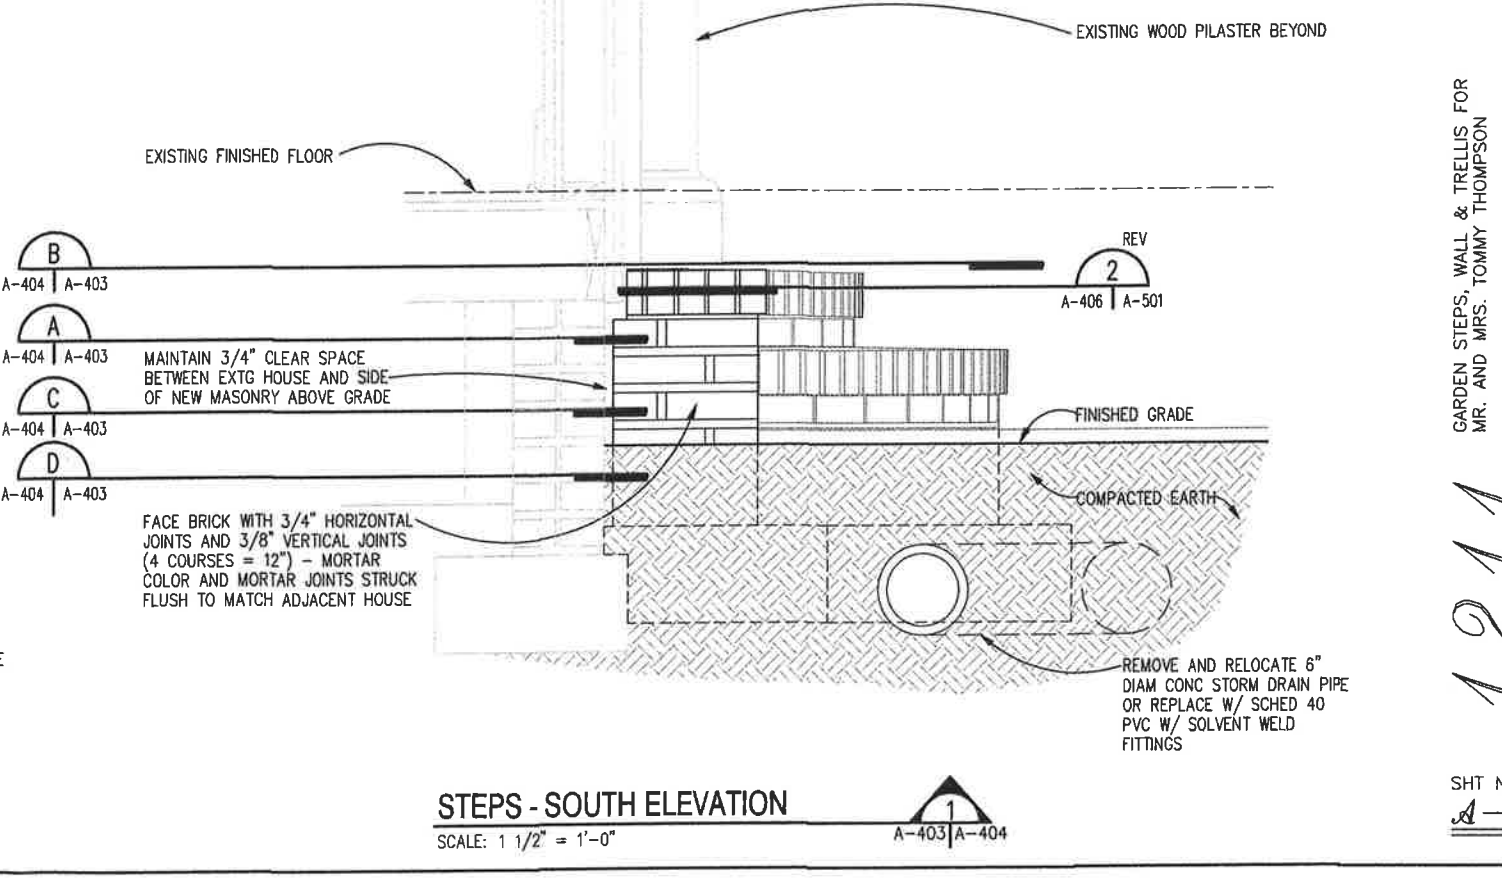 EXISTING WOOD PILASTER BEYOND
EXISTING FINISHED FLOOR
B
A-404 A-403
REV
2
A-406 A-501
A
A-404 A-403
MAINTAIN 3/4" CLEAR SPACE
BETWEEN EXTG HOUSE AND SIDE
OF NEW MASONRY ABOVE GRADE
C
A-404 A-403
FINISHED GRADE
D
A-404 A-403
COMPACTED EARTH
FACE BRICK WITH 3/4" HORIZONTAL
JOINTS AND 3/8" VERTICAL JOINTS
(4 COURSES = 12") - MORTAR
COLOR AND MORTAR JOINTS STRUCK
FLUSH TO MATCH ADJACENT HOUSE
REMOVE AND RELOCATE 6"
DIAM CONC STORM DRAIN PIPE
OR REPLACE W/ SCHED 40
PVC W/ SOLVENT WELD
FITTINGS
STEPS - SOUTH ELEVATION
SCALE: 1 1/2" = 1'-0"
1
A-403 A-404
GARDEN STEPS, WALL & TRELLIS FOR
MR. AND MRS. TOMMY THOMPSON
1911
SHT
A-